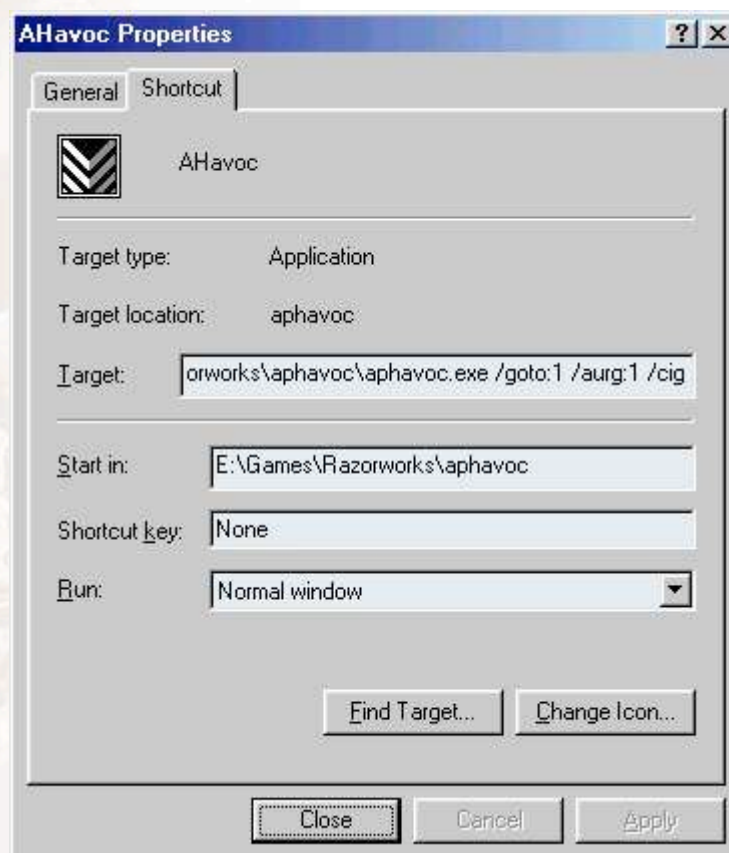 AHavoc Properties
General Shortcut
AHavoc
Target type: Application
Target location: aphavoc
Target: orworks\aphavoc\aphavoc.exe /goto:1 /aurg:1 /cig
Start in: E:\Games\Razorworks\aphavoc
Shortcut key: None
Run: Normal window
Find Target... Change Icon...
Close Cancel Apply